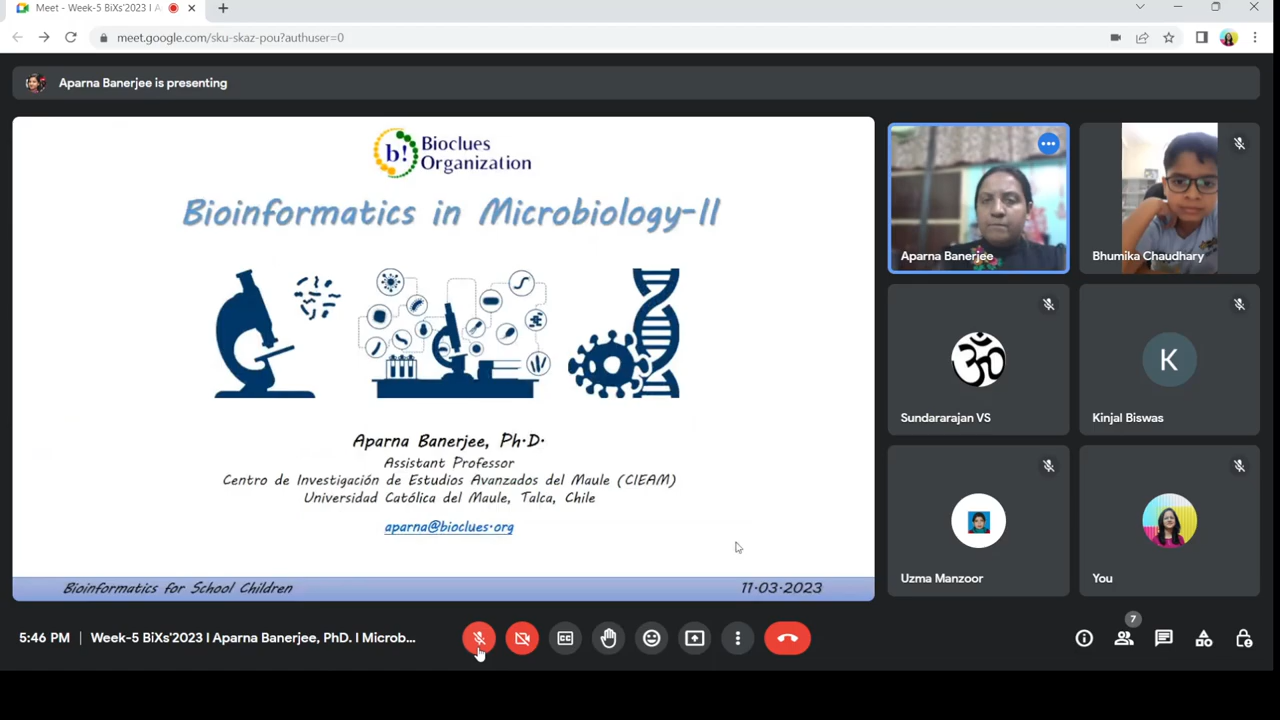 Meet - Week-5 BiXs'2023 I A
meet.google.com/sku-skaz-pou?authuser=0
Aparna Banerjee is presenting
b!
Bioclues
Organization
Bioinformatics in Microbiology-II
Aparna Banerjee, Ph.D.
Assistant Professor
Centro de Investigación de Estudios Avanzados del Maule (CIEAM)
Universidad Católica del Maule, Talca, Chile
aparna@bioclues.org
Bioinformatics for School Children
11.03.2023
Aparna Banerjee
Bhumika Chaudhary
ॐ
Sundararajan VS
K
Kinjal Biswas
Uzma Manzoor
You
5:46 PM | Week-5 BiXs'2023 I Aparna Banerjee, PhD. I Microb...
7